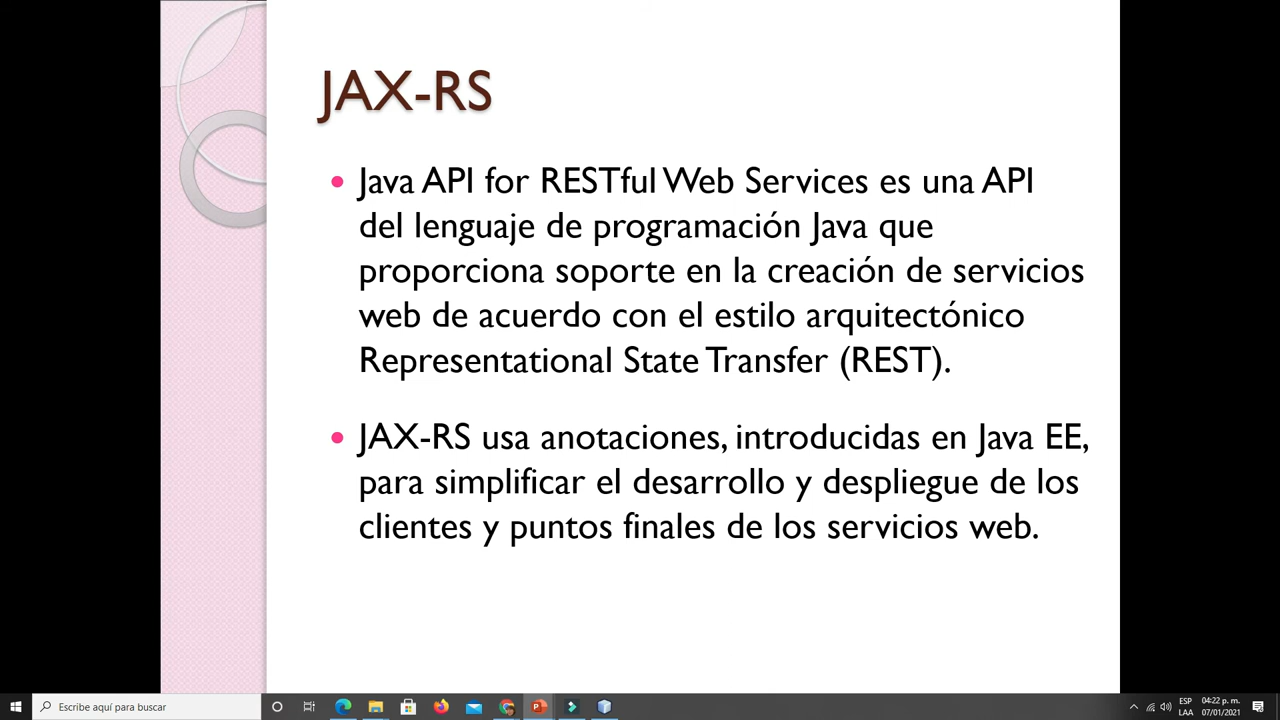 JAX-RS
• Java API for RESTful Web Services es una API
del lenguaje de programación Java que
proporciona soporte en la creación de servicios
web de acuerdo con el estilo arquitectónico
Representational State Transfer (REST).
• JAX-RS usa anotaciones, introducidas en Java EE,
para simplificar el desarrollo y despliegue de los
clientes y puntos finales de los servicios web.
Escribe aquí para buscar
ESP 04:22 p. m.
LAA 07/01/2021